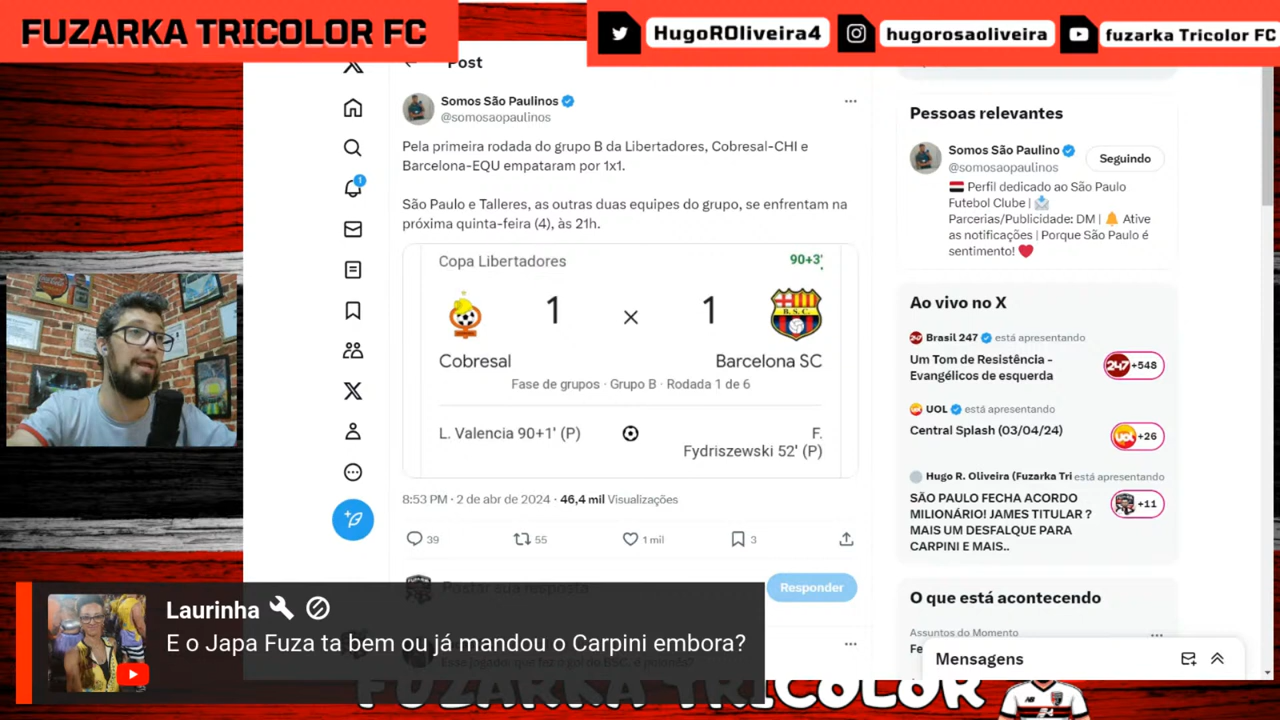 FUZARKA TRICOLOR FC
HugoROliveira4
hugorosaoliveira
fuzarka Tricolor FC
Post
Somos São Paulinos
@somosaopaulinos
Pela primeira rodada do grupo B da Libertadores, Cobresal-CHI e
Barcelona-EQU empataram por 1x1.
São Paulo e Talleres, as outras duas equipes do grupo, se enfrentam na
próxima quinta-feira (4), às 21h.
Copa Libertadores
90+3'
1 × 1
B. S. C.
Cobresal
Barcelona SC
Fase de grupos · Grupo B · Rodada 1 de 6
L. Valencia 90+1' (P)
F.
Fydriszewski 52' (P)
8:53 PM · 2 de abr de 2024 · 46,4 mil Visualizações
39
55
1 mil
3
Postar sua resposta
Responder
Pessoas relevantes
Somos São Paulino
@somosaopaulinos
Seguindo
Perfil dedicado ao São Paulo
Futebol Clube |
Parcerias/Publicidade: DM | Ative
as notificações | Porque São Paulo é
sentimento!
Ao vivo no X
Brasil 247 está apresentando
Um Tom de Resistência -
Evangélicos de esquerda
247 +548
UOL está apresentando
Central Splash (03/04/24)
UOL +26
Hugo R. Oliveira (Fuzarka Tri está apresentando
SÃO PAULO FECHA ACORDO
MILIONÁRIO! JAMES TITULAR ?
MAIS UM DESFALQUE PARA
CARPINI E MAIS..
+11
O que está acontecendo
Assuntos do Momento
Fe
Mensagens
1
Laurinha
E o Japa Fuza ta bem ou já mandou o Carpini embora?
FUZARKA TRICOLOR